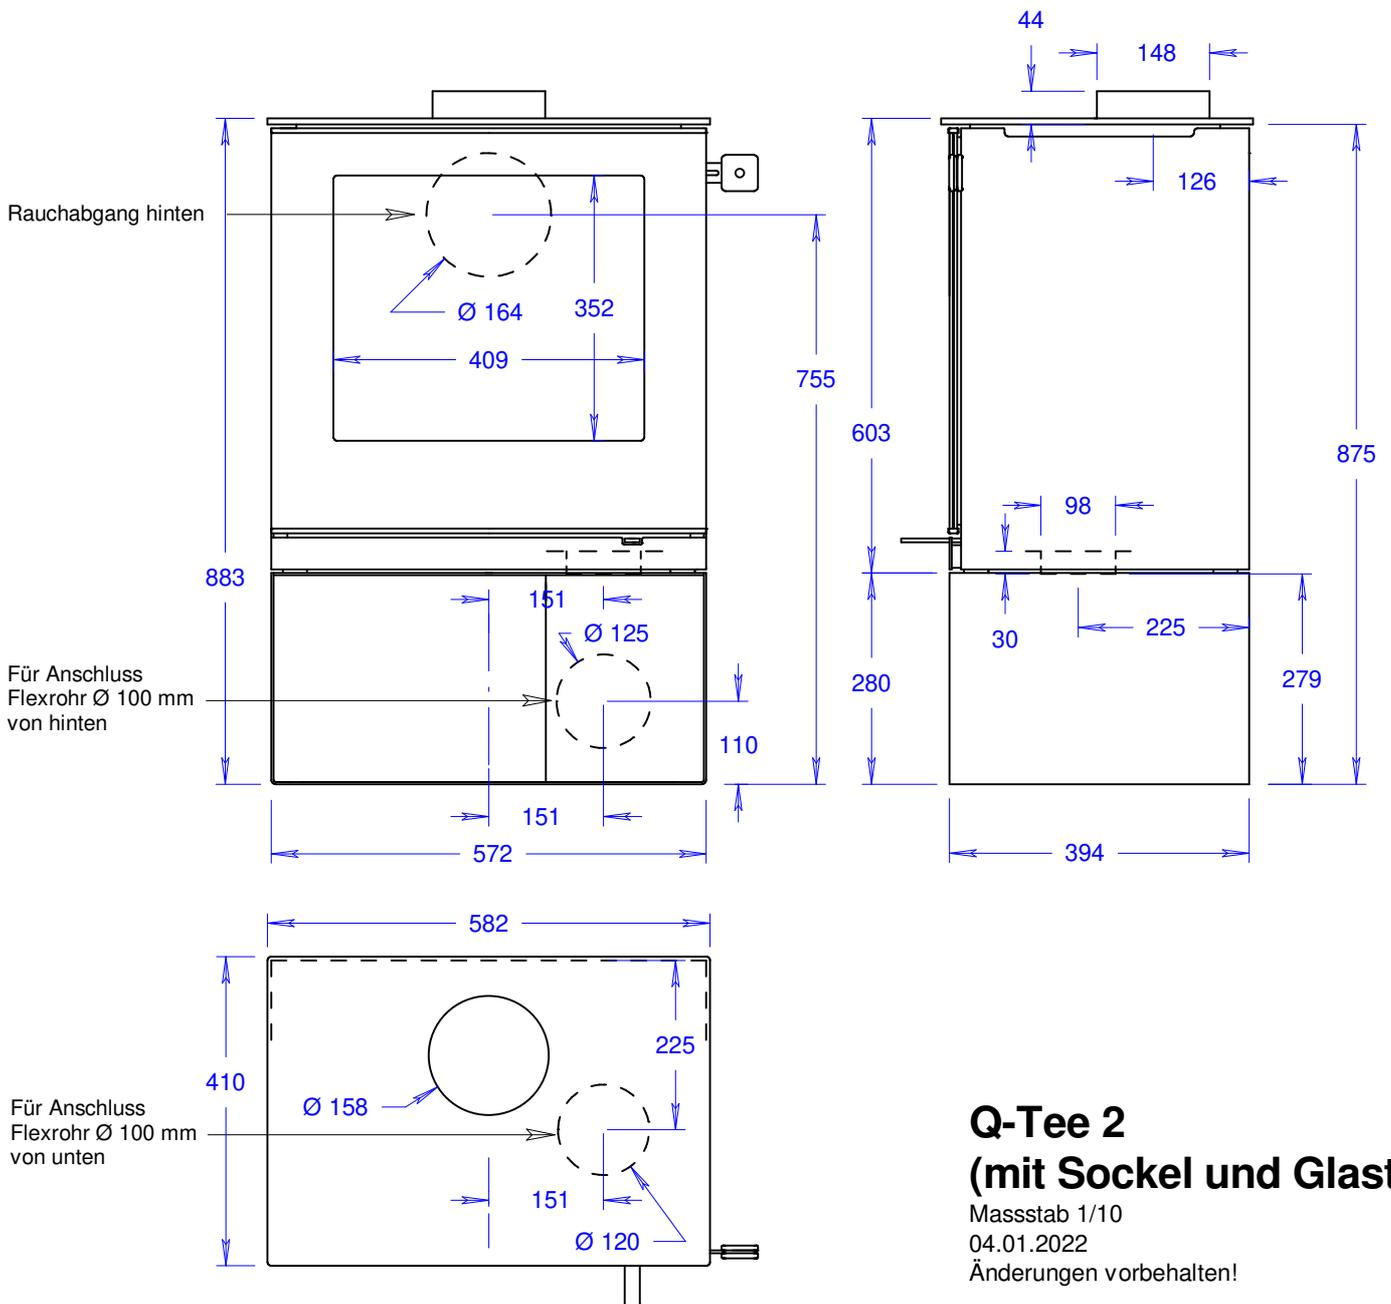 44
148
126
Rauchabgang hinten
Ø 164
352
409
755
603
875
98
883
151
Ø 125
30
225
Für Anschluss
Flexrohr Ø 100 mm
von hinten
280
279
110
151
572
394
582
225
410
Ø 158
Für Anschluss
Flexrohr Ø 100 mm
von unten
151
Ø 120
Q-Tee 2
(mit Sockel und Glast
Massstab 1/10
04.01.2022
Änderungen vorbehalten!